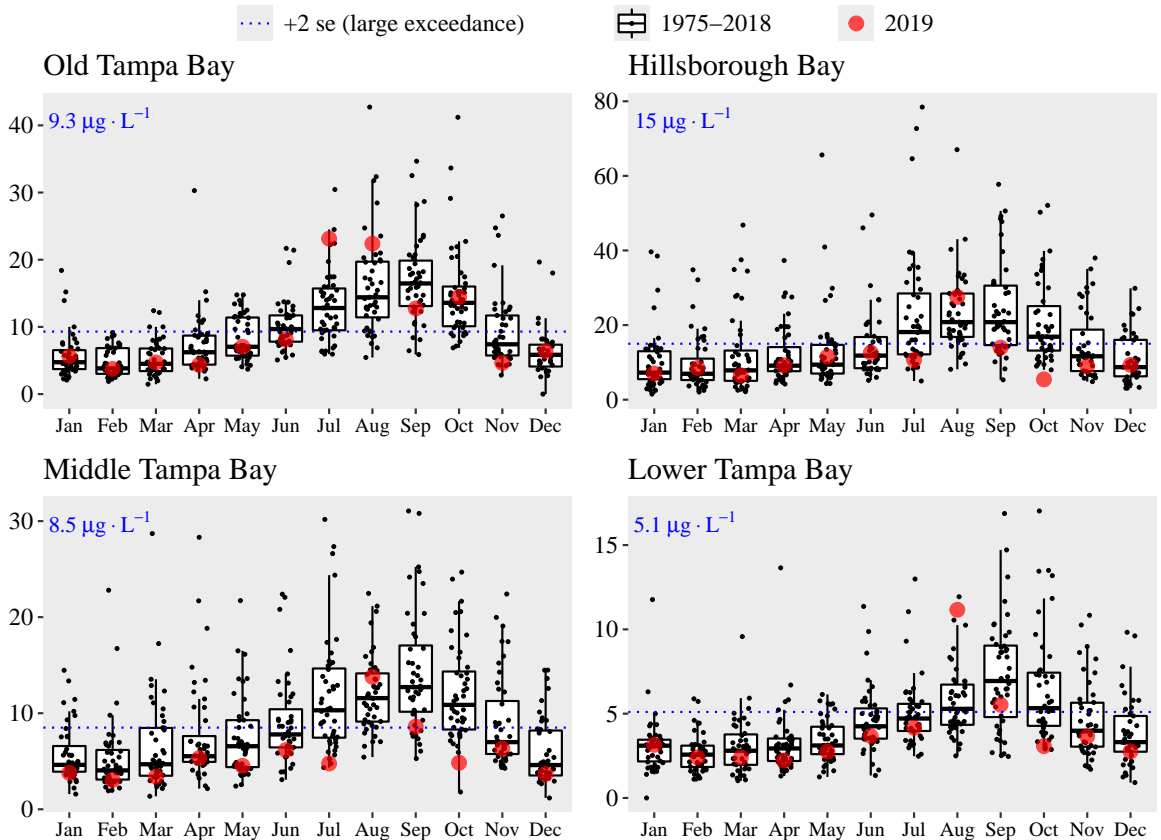 +2 se (large exceedance) 1975–2018 2019
Old Tampa Bay
9.3 μg · L⁻¹
40
30
20
10
0
Jan Feb Mar Apr May Jun Jul Aug Sep Oct Nov Dec
Hillsborough Bay
15 μg · L⁻¹
80
60
40
20
0
Jan Feb Mar Apr May Jun Jul Aug Sep Oct Nov Dec
Middle Tampa Bay
8.5 μg · L⁻¹
30
20
10
0
Jan Feb Mar Apr May Jun Jul Aug Sep Oct Nov Dec
Lower Tampa Bay
5.1 μg · L⁻¹
15
10
5
0
Jan Feb Mar Apr May Jun Jul Aug Sep Oct Nov Dec